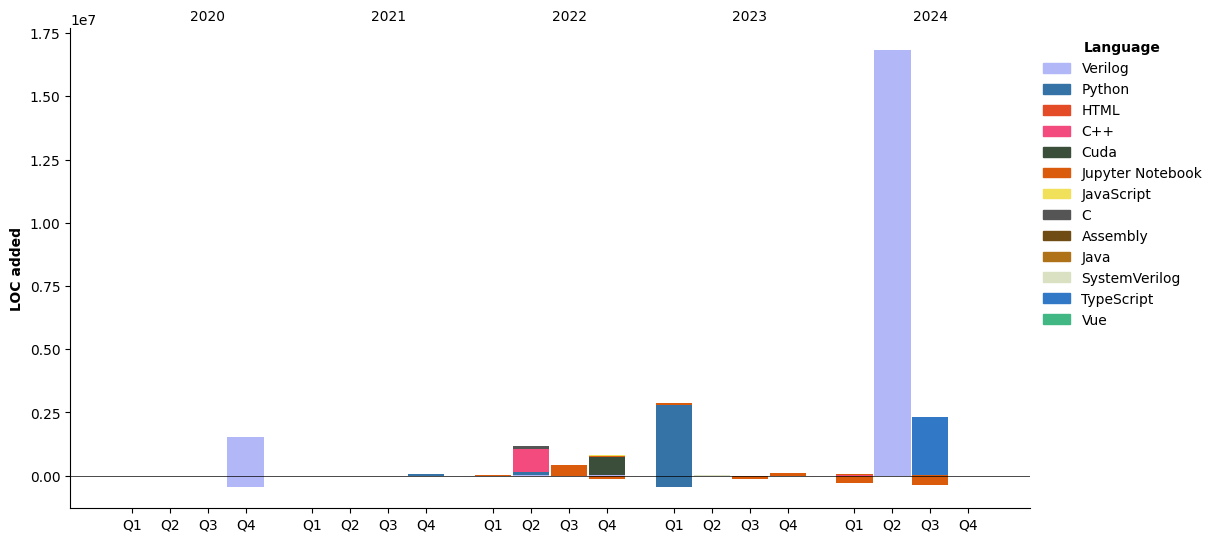 2020 2021 2022 2023 2024
1e7
1.75
1.50
1.25
1.00
0.75
0.50
0.25
0.00
LOC added
Q1 Q2 Q3 Q4 Q1 Q2 Q3 Q4 Q1 Q2 Q3 Q4 Q1 Q2 Q3 Q4 Q1 Q2 Q3 Q4
Language
Verilog
Python
HTML
C++
Cuda
Jupyter Notebook
JavaScript
C
Assembly
Java
SystemVerilog
TypeScript
Vue